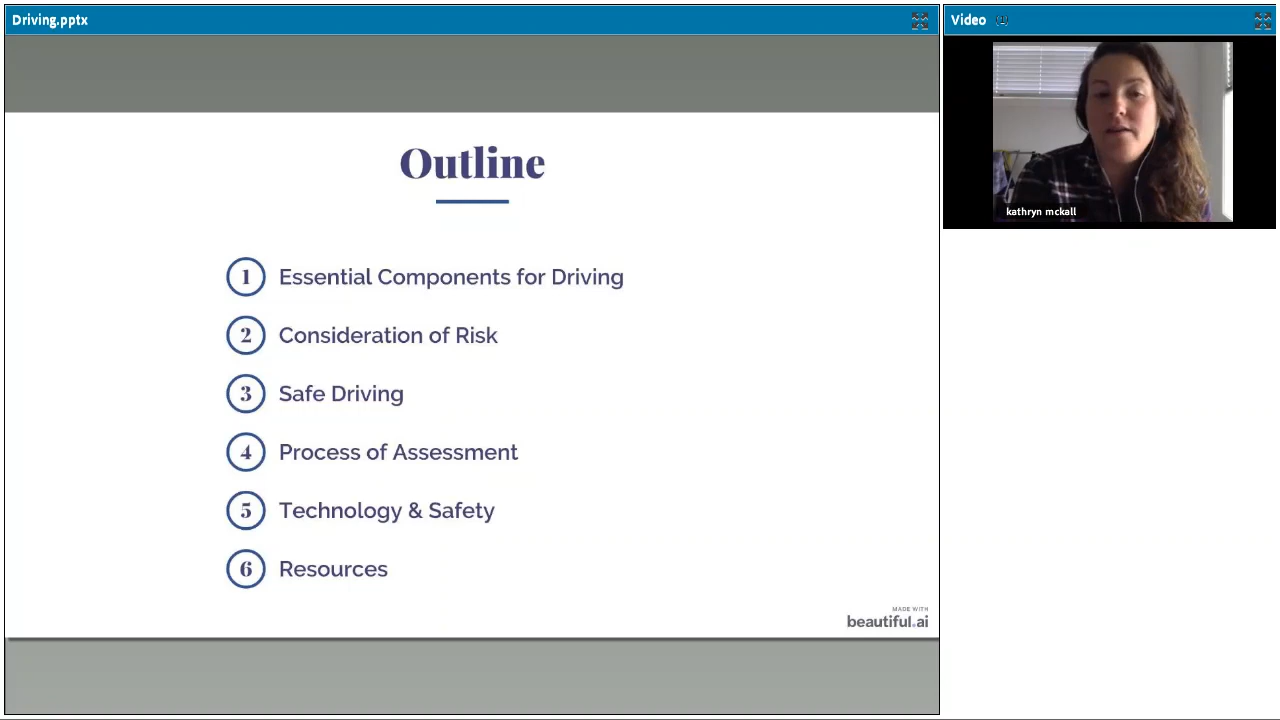 Driving.pptx
Outline
1 Essential Components for Driving
2 Consideration of Risk
3 Safe Driving
4 Process of Assessment
5 Technology & Safety
6 Resources
MADE WITH
beautiful.ai
Video (1)
kathryn mckall